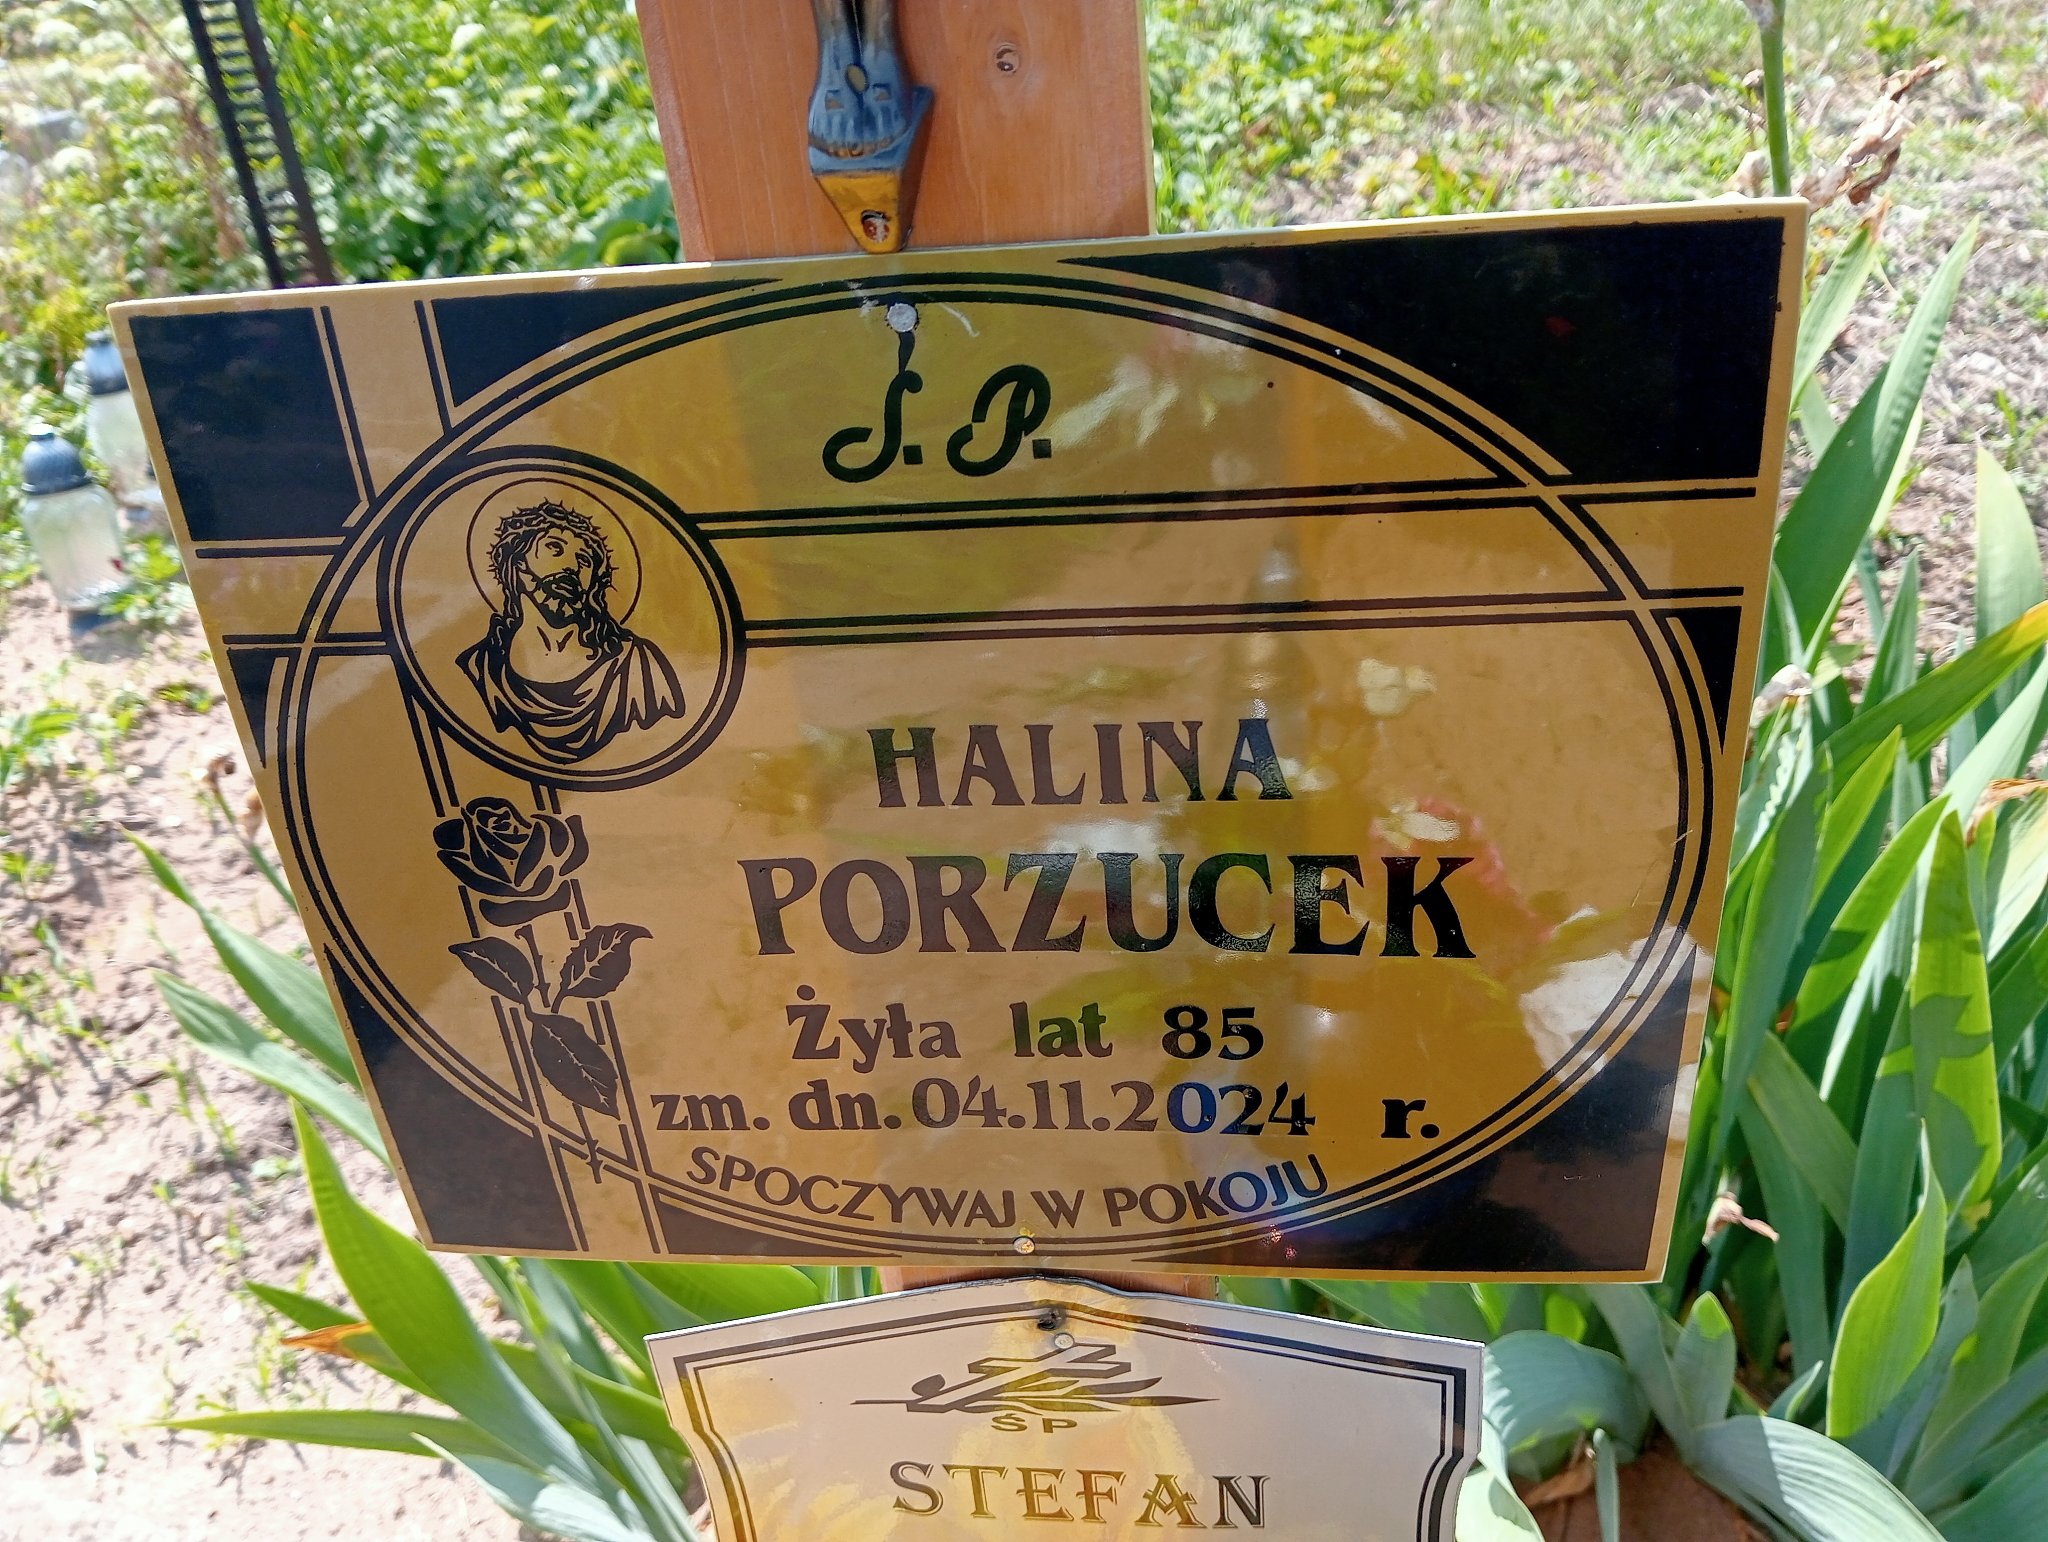 Ś.P.
HALINA
PORZUCEK
Żyła lat 85
zm. dn. 04.11.2024 r.
SPOCZYWAJ W POKOJU
ŚP
STEFAN